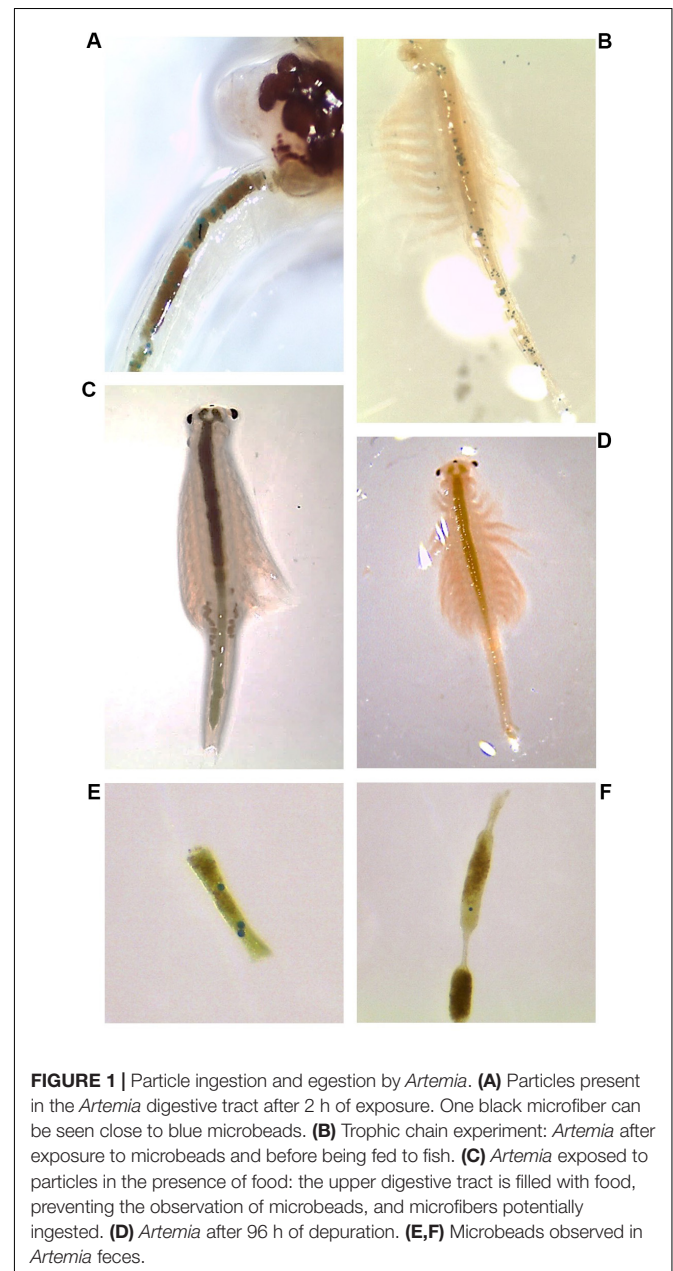 A
B
C
D
E
F
FIGURE 1 | Particle ingestion and egestion by Artemia. (A) Particles present
in the Artemia digestive tract after 2 h of exposure. One black microfiber can
be seen close to blue microbeads. (B) Trophic chain experiment: Artemia after
exposure to microbeads and before being fed to fish. (C) Artemia exposed to
particles in the presence of food: the upper digestive tract is filled with food,
preventing the observation of microbeads, and microfibers potentially
ingested. (D) Artemia after 96 h of depuration. (E,F) Microbeads observed in
Artemia feces.